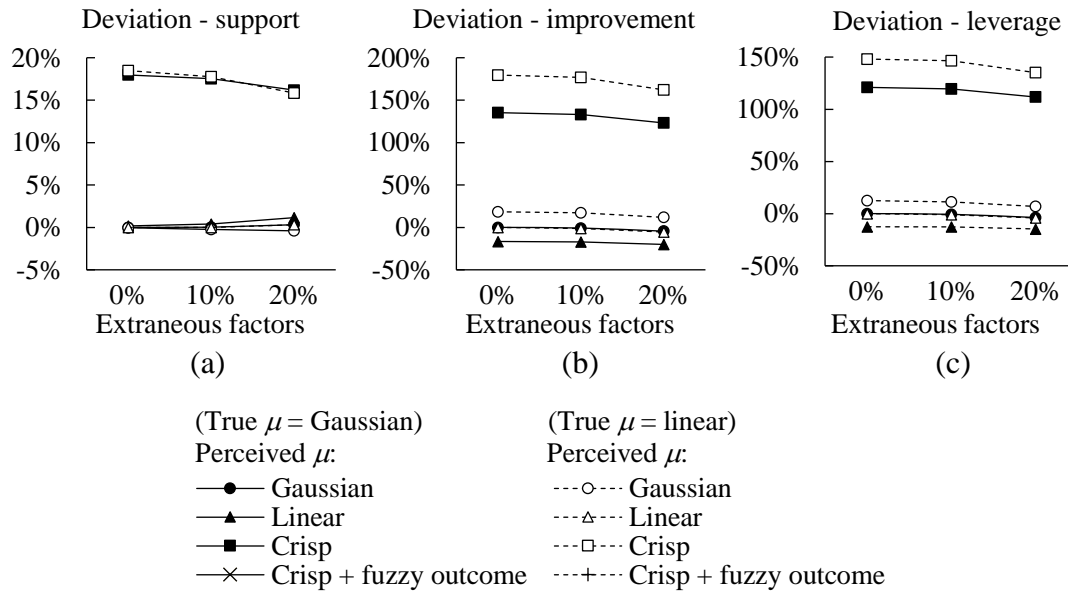 Deviation - support
20%
15%
10%
5%
0%
-5%
0% 10% 20%
Extraneous factors
(a)
Deviation - improvement
200%
150%
100%
50%
0%
-50%
0% 10% 20%
Extraneous factors
(b)
Deviation - leverage
150%
100%
50%
0%
-50%
0% 10% 20%
Extraneous factors
(c)
(True μ = Gaussian)
Perceived μ:
Gaussian
Linear
Crisp
Crisp + fuzzy outcome
(True μ = linear)
Perceived μ:
Gaussian
Linear
Crisp
Crisp + fuzzy outcome